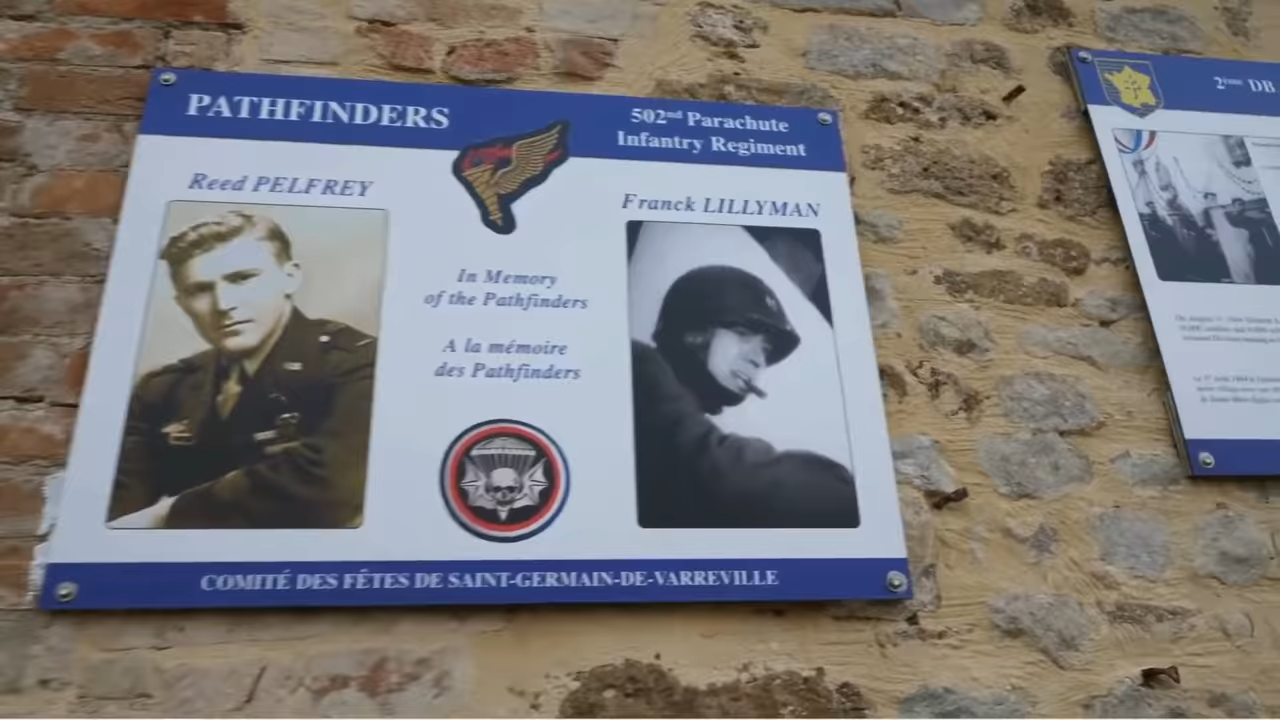 PATHFINDERS
502nd Parachute
Infantry Regiment
Reed PELFREY
Franck LILLYMAN
In Memory
of the Pathfinders
A la mémoire
des Pathfinders
COMITÉ DES FÊTES DE SAINT-GERMAIN-DE-VARREVILLE
2ème DB